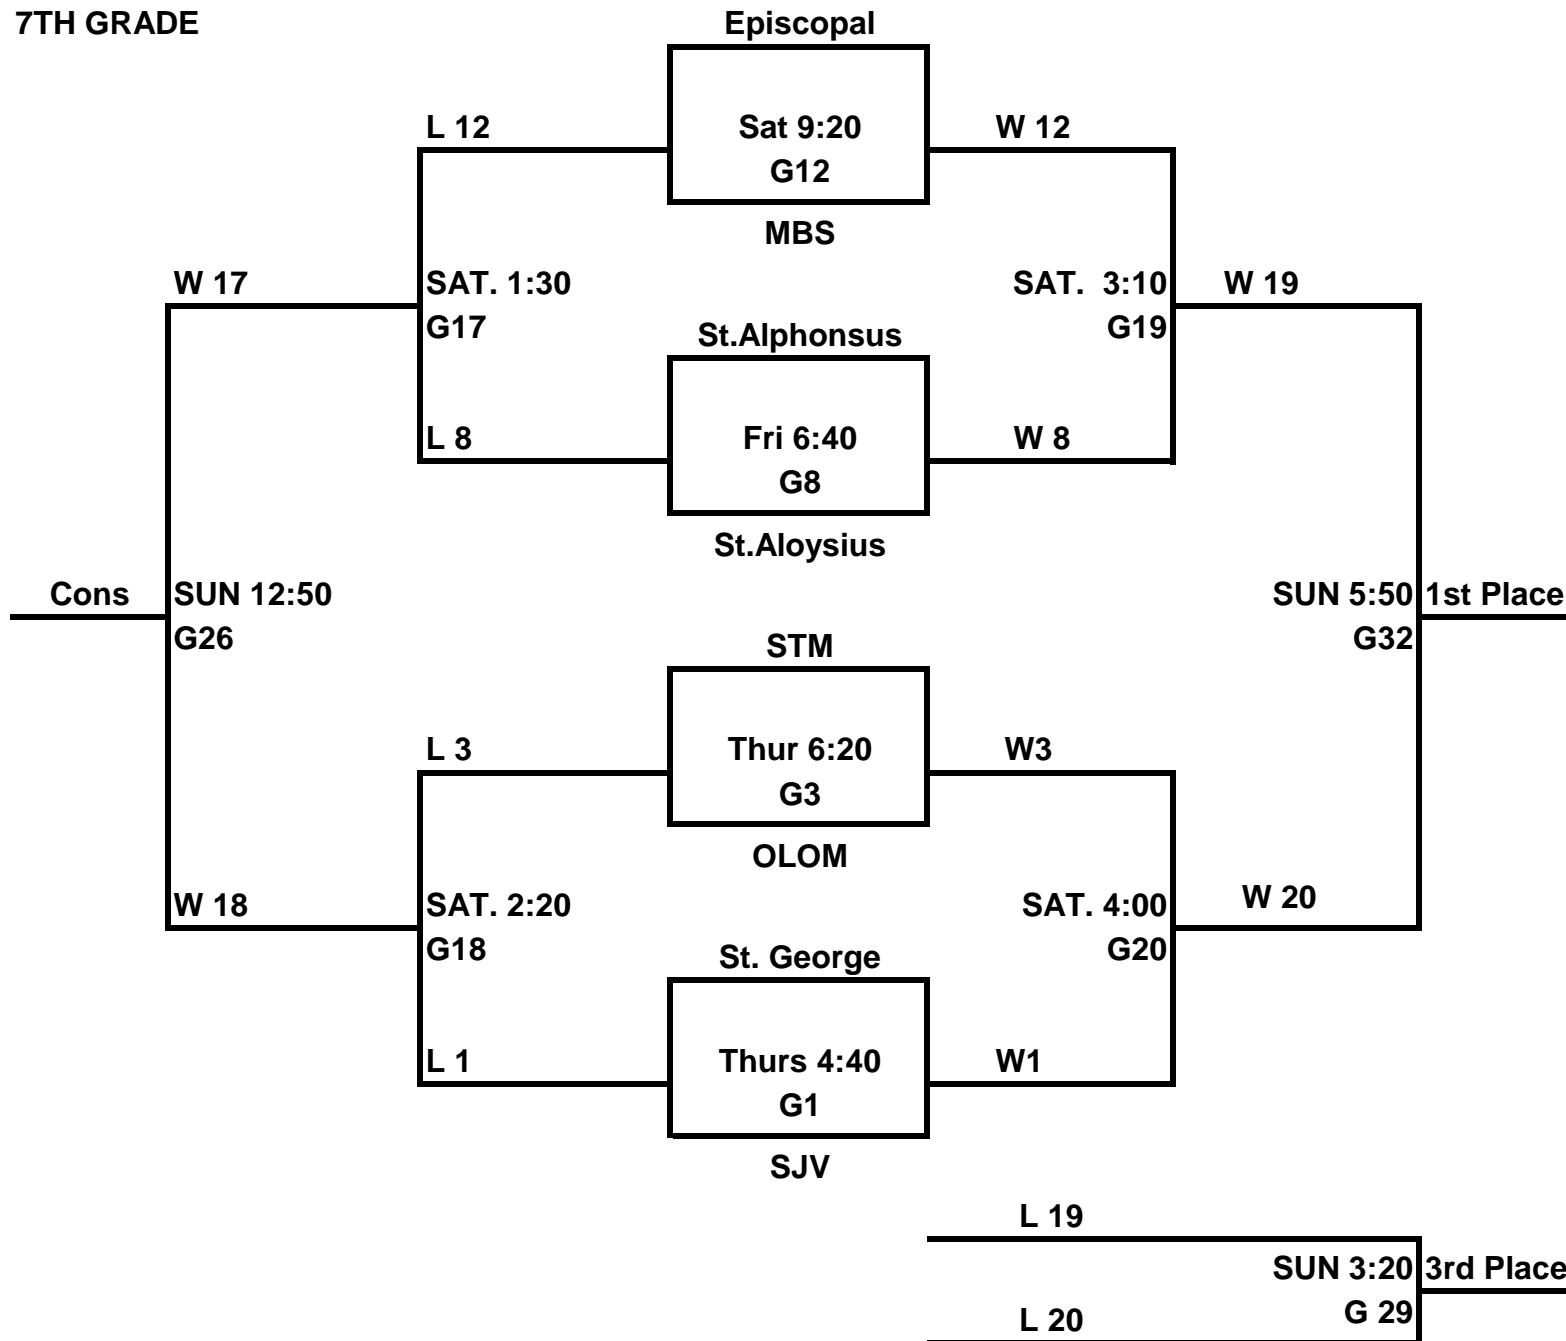 7TH GRADE
Episcopal
L 12
Sat 9:20
W 12
G12
MBS
W 17
SAT. 1:30
SAT.  3:10
W 19
G17
G19
St.Alphonsus
L 8
Fri 6:40
W 8
G8
St.Aloysius
Cons
SUN 12:50
SUN 5:50
1st Place
G26
G32
STM
L 3
Thur 6:20
W3
G3
OLOM
W 18
SAT. 2:20
SAT. 4:00
W 20
G18
G20
St. George
L 1
Thurs 4:40
W1
G1
SJV
L 19
SUN 3:20
3rd Place
G 29
L 20